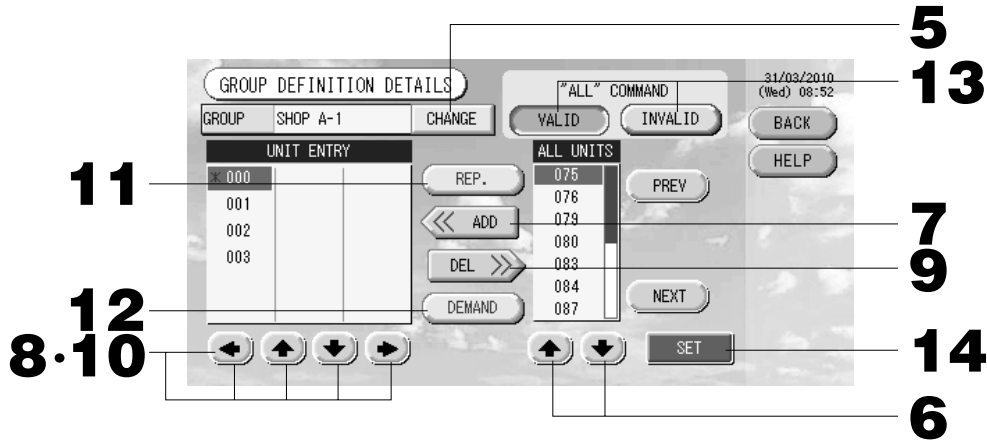 5
GROUP DEFINITION DETAILS
"ALL" COMMAND
31/03/2010
(Wed) 08:52
13
GROUP SHOP A-1 CHANGE
VALID INVALID
BACK
UNIT ENTRY
ALL UNITS
HELP
11
* 000
001
002
003
REP.
ADD
DEL
DEMAND
075
076
079
080
083
084
087
PREV
NEXT
7
9
12
8·10
SET
14
6